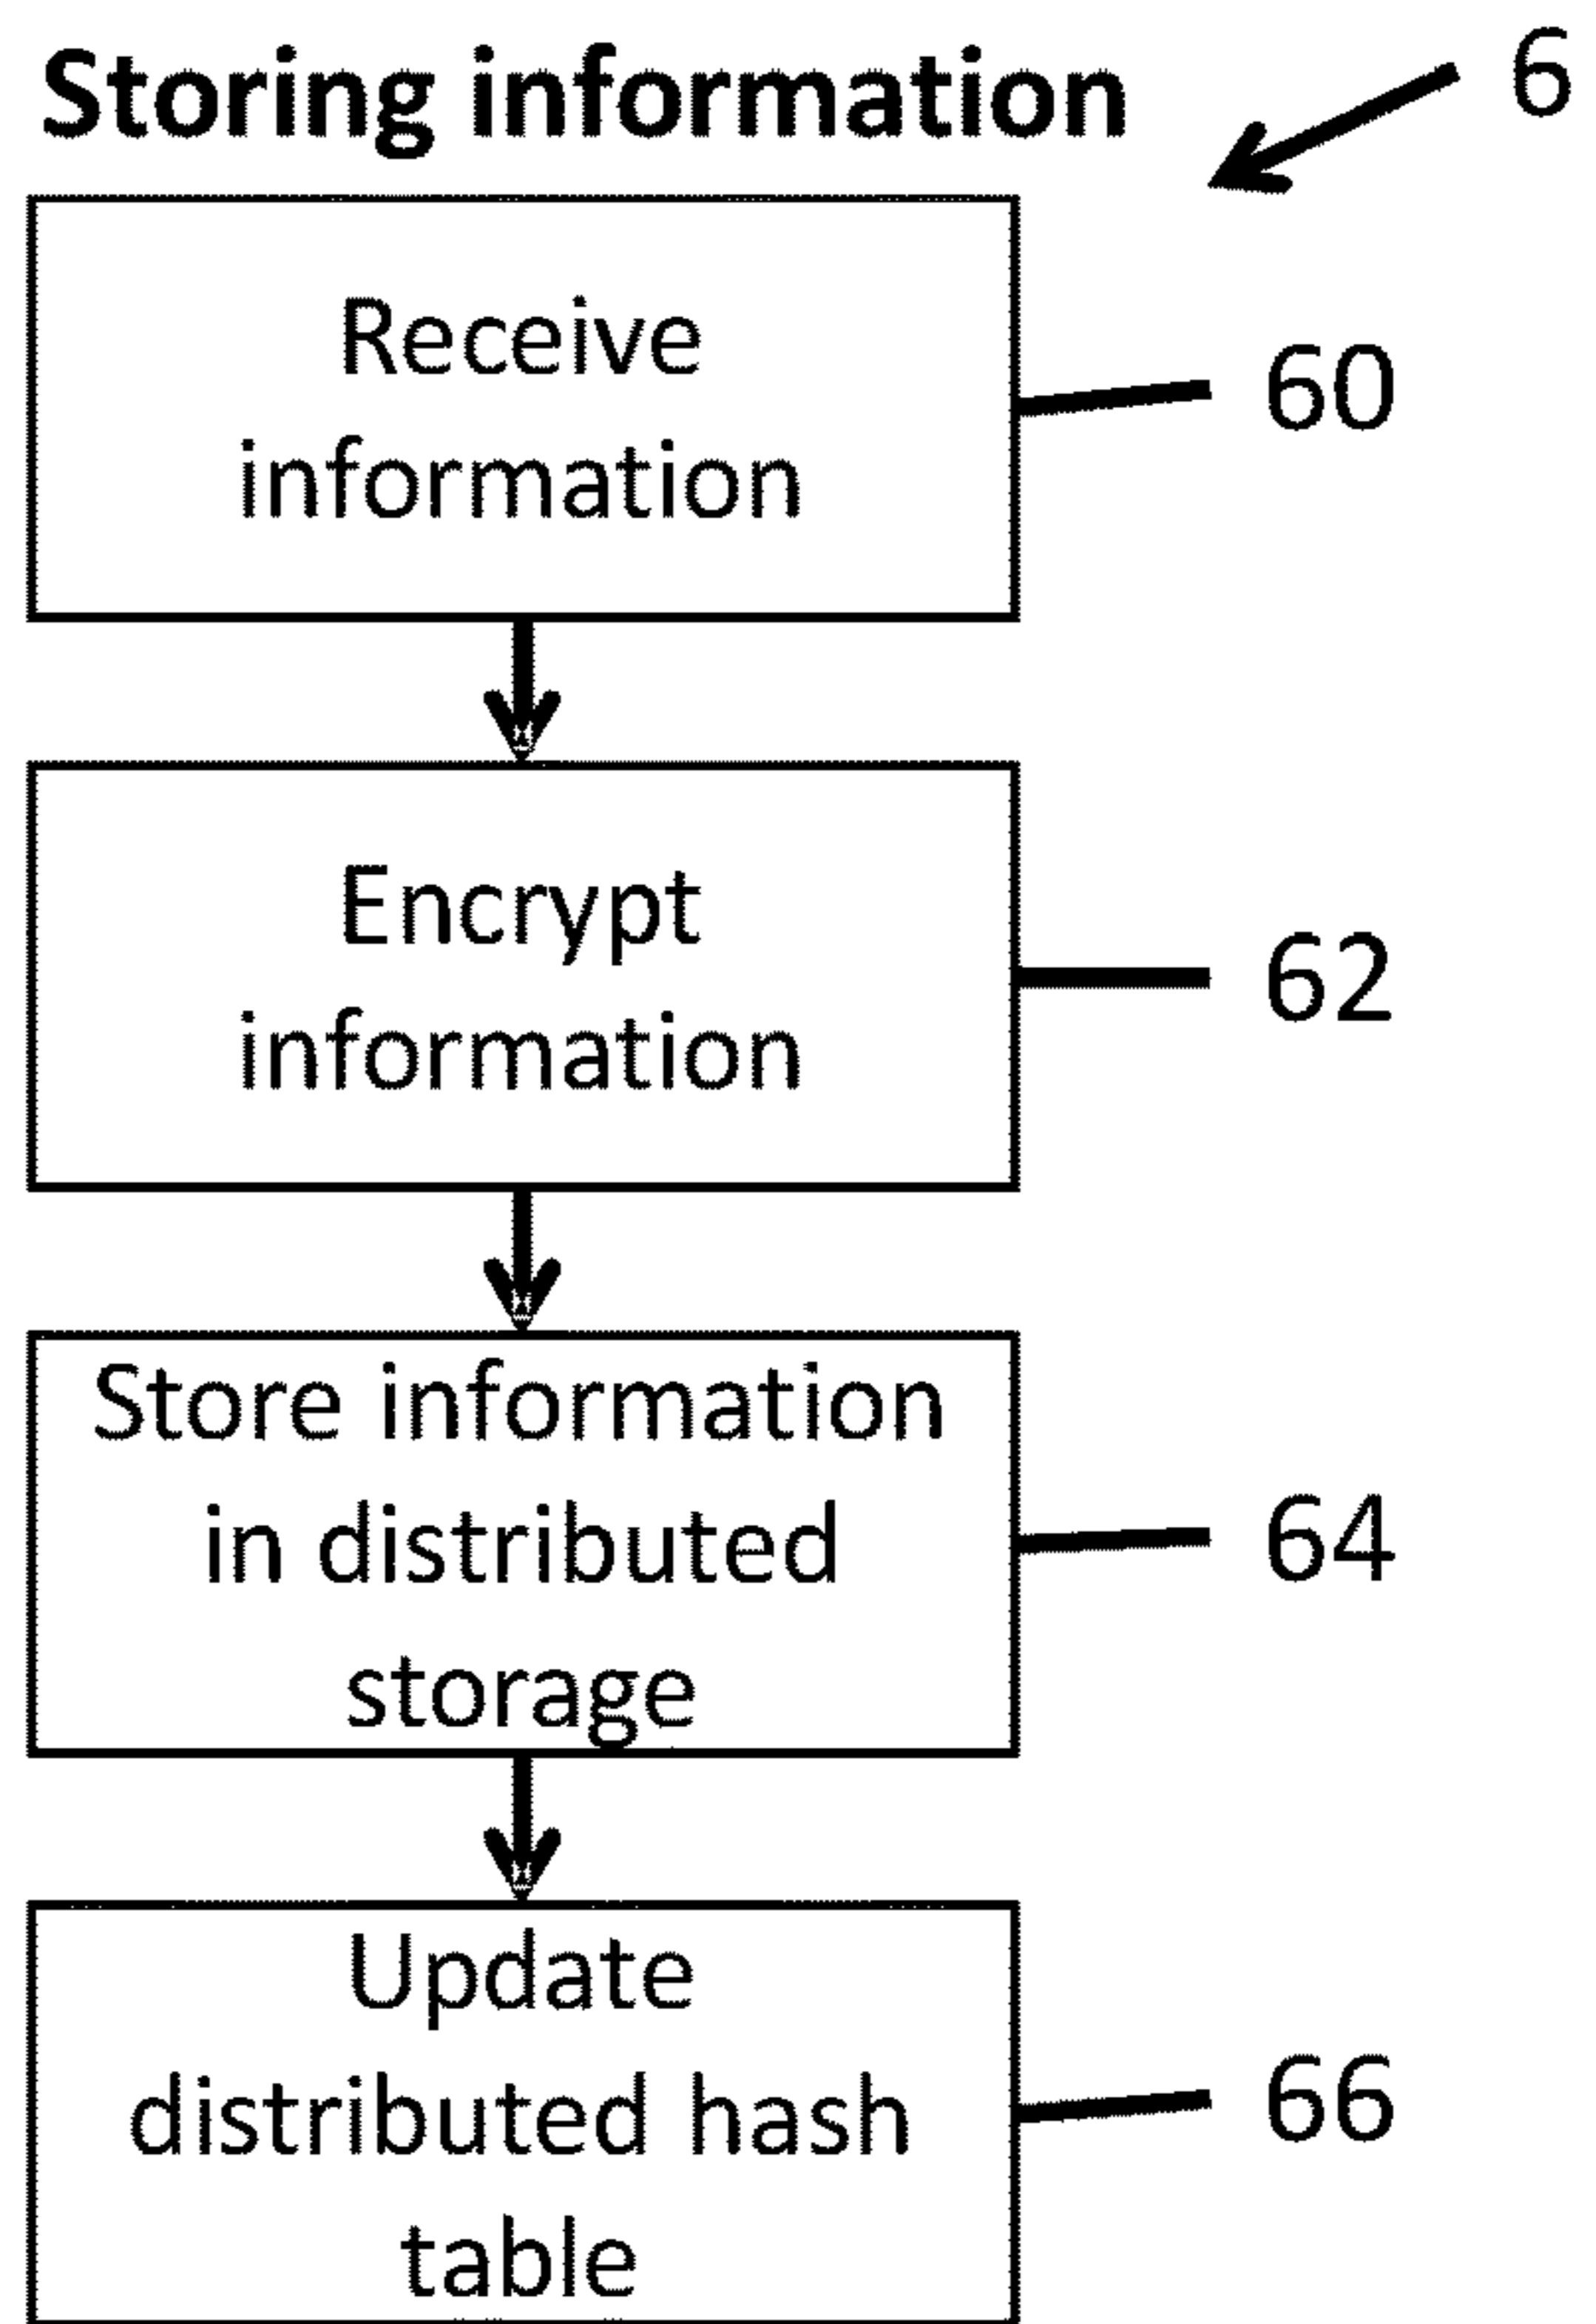 Storing information
6
Receive
information
60
Encrypt
information
62
Store information
in distributed
storage
64
Update
distributed hash
table
66